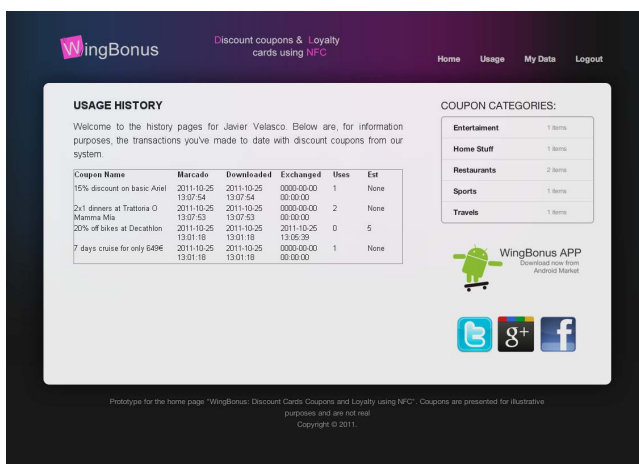 WingBonus
Discount coupons & Loyalty
cards using NFC
Home Usage My Data Logout
USAGE HISTORY
Welcome to the history pages for Javier Velasco. Below are, for information
purposes, the transactions you've made to date with discount coupons from our
system.
Coupon Name Marcado Downloaded Exchanged Uses Est
15% discount on basic Ariel 2011-10-25 2011-10-25 0000-00-00 1 None
13:07:54 13:07:54 00:00:00
2x1 dinners at Trattoria O 2011-10-25 2011-10-25 0000-00-00 2 None
Mamma Mia 13:07:53 13:07:53 00:00:00
20% off bikes at Decathlon 2011-10-25 2011-10-25 2011-10-25 0 5
13:01:18 13:01:18 13:05:39
7 days cruise for only 649€ 2011-10-25 2011-10-25 0000-00-00 1 None
13:01:18 13:01:18 00:00:00
COUPON CATEGORIES:
Entertaiment 1 items
Home Stuff 1 items
Restaurants 2 items
Sports 1 items
Travels 1 items
WingBonus APP
Download now from
Android Market
t g+ f
Prototype for the home page "WingBonus: Discount Cards Coupons and Loyalty using NFC". Coupons are presented for illustrative
purposes and are not real
Copyright © 2011.